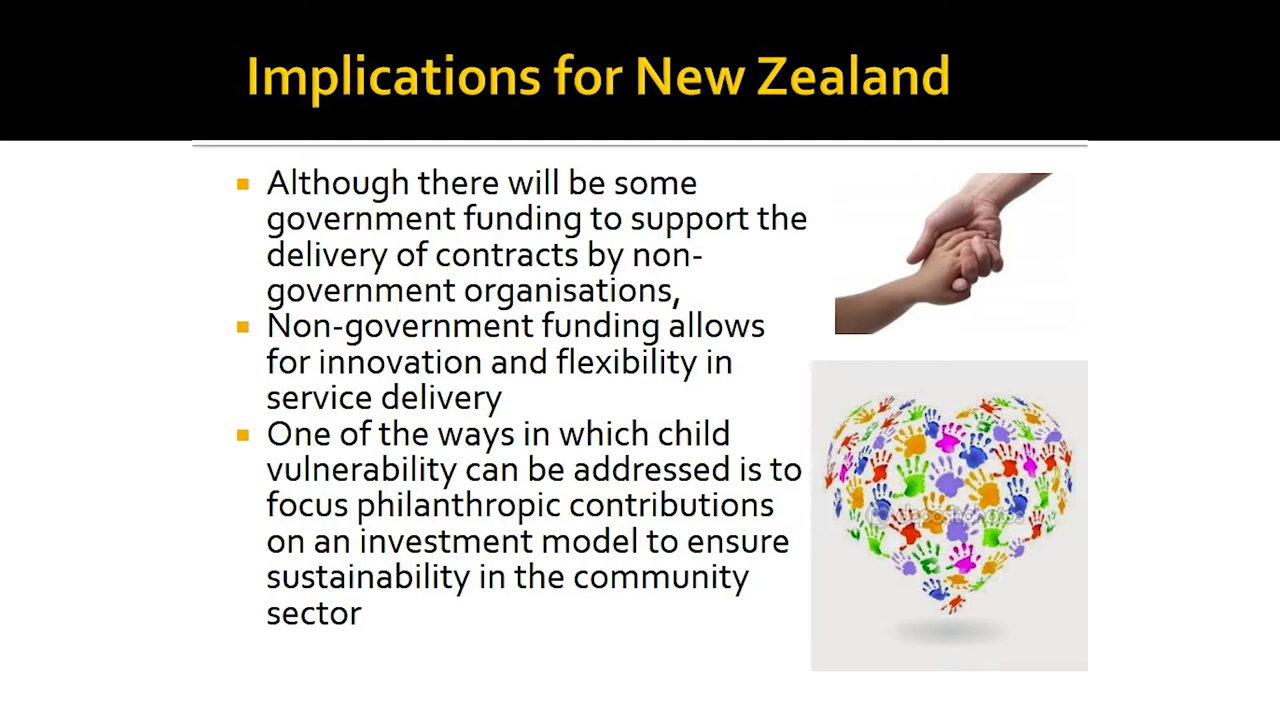 Implications for New Zealand
Although there will be some
government funding to support the
delivery of contracts by non-
government organisations,
Non-government funding allows
for innovation and flexibility in
service delivery
One of the ways in which child
vulnerability can be addressed is to
focus philanthropic contributions
on an investment model to ensure
sustainability in the community
sector
depositphotos